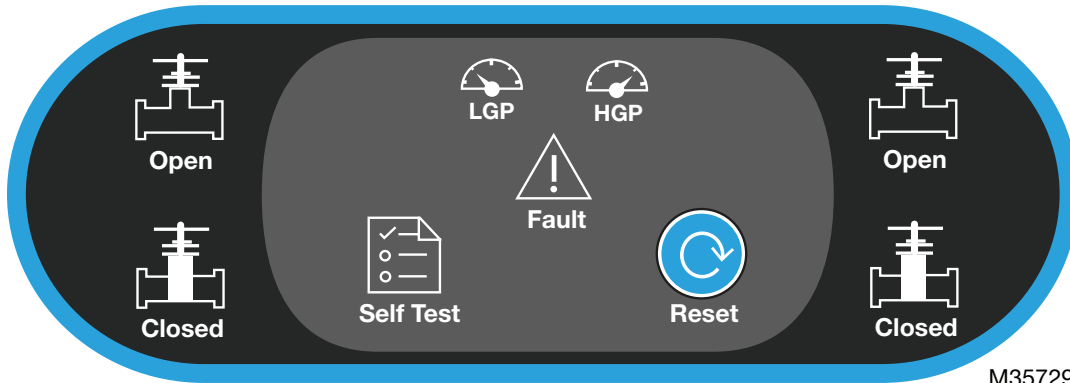 LGP
HGP
Open
Open
Fault
Self Test
Reset
Closed
Closed
M35729